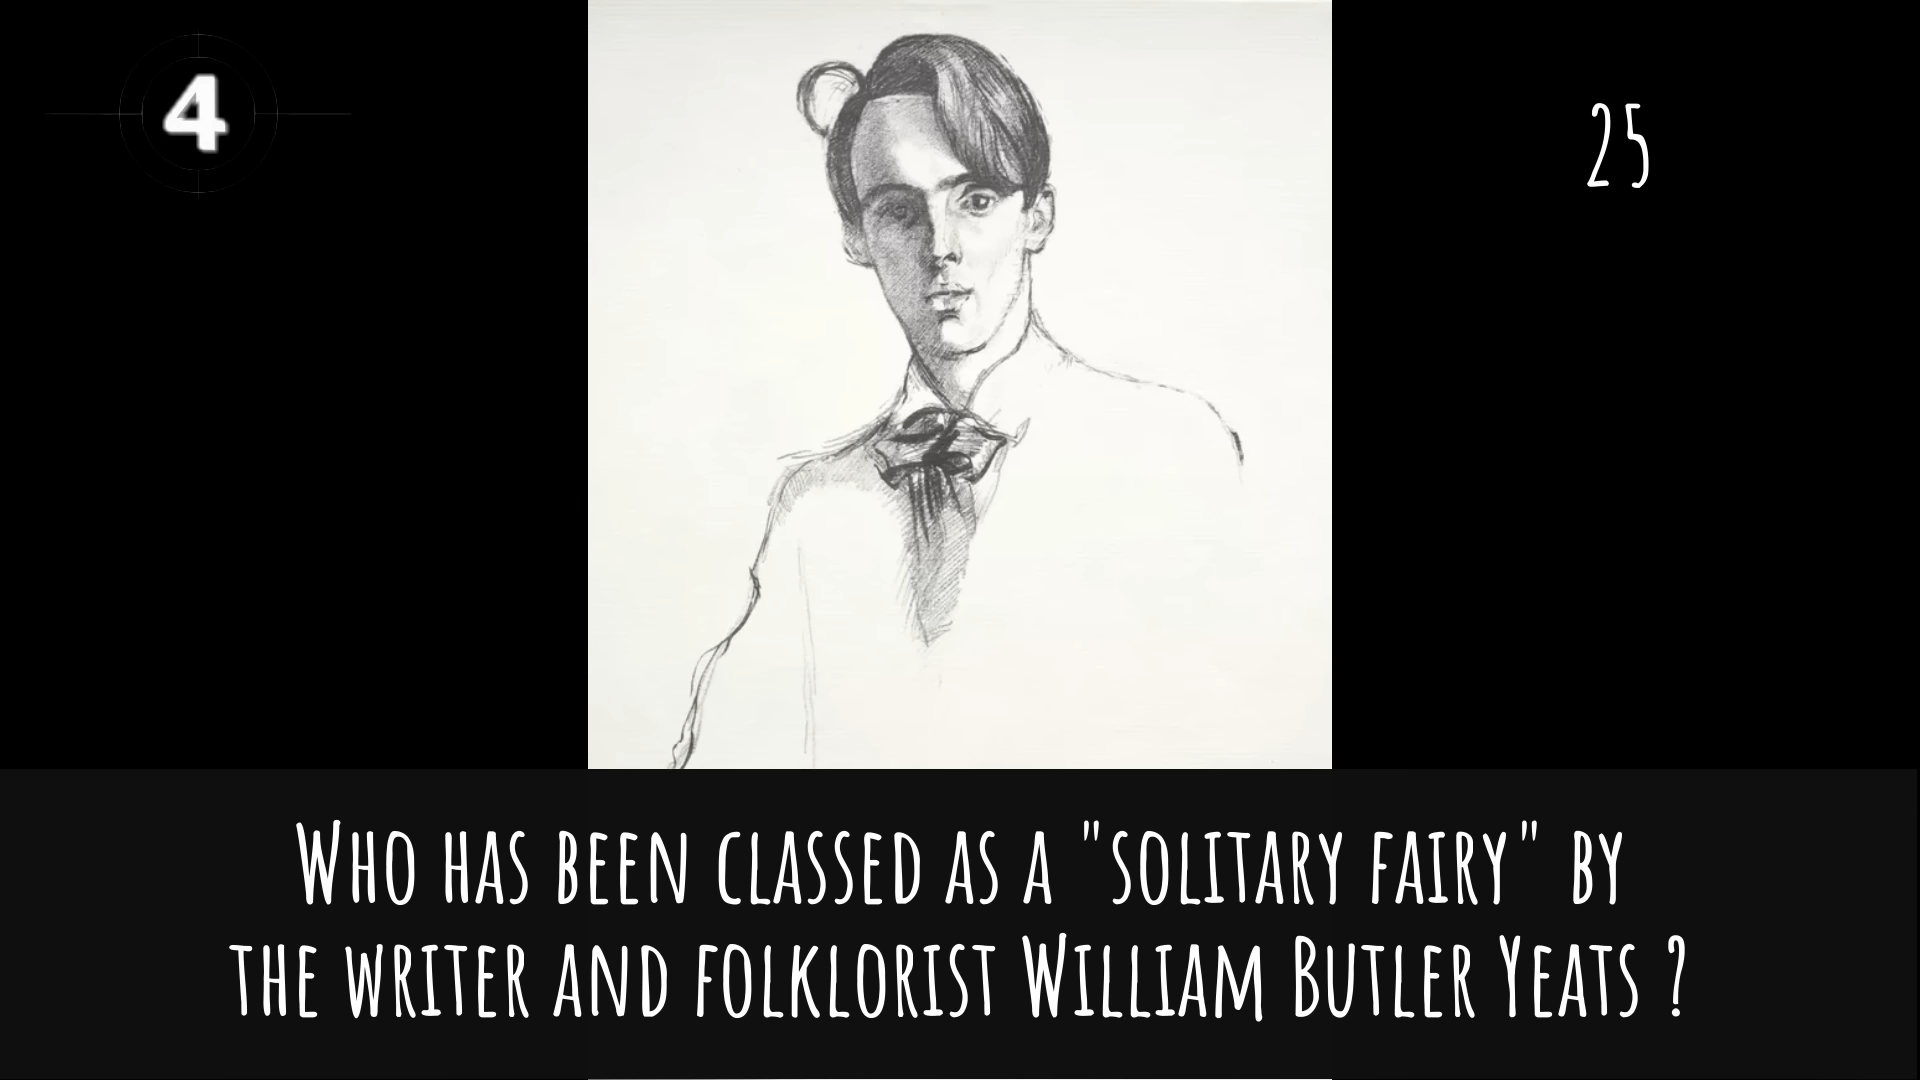 4
25
Who has been classed as a "solitary fairy" by
the writer and folklorist William Butler Yeats ?